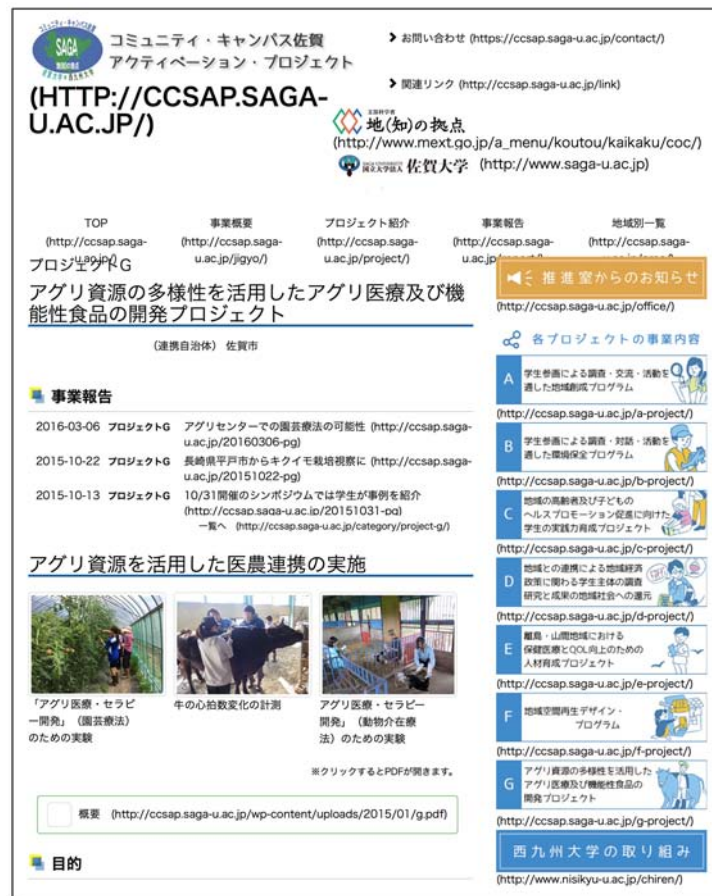 コミュニティ・キャンパス佐賀
アクティベーション・プロジェクト
SAGA
(HTTP://CCSAP.SAGA-
U.AC.JP/)
お問い合わせ (https://ccsap.saga-u.ac.jp/contact/)
関連リンク (http://ccsap.saga-u.ac.jp/link)
地(知)の拠点
(http://www.mext.go.jp/a_menu/koutou/kaikaku/coc/)
国立大学法人 佐賀大学 (http://www.saga-u.ac.jp)
TOP
(http://ccsap.saga-
u.ac.jp/)
事業概要
(http://ccsap.saga-
u.ac.jp/jigyo/)
プロジェクト紹介
(http://ccsap.saga-
u.ac.jp/project/)
事業報告
(http://ccsap.saga-
地域別一覧
(http://ccsap.saga-
プロジェクトG
アグリ資源の多様性を活用したアグリ医療及び機
能性食品の開発プロジェクト
(連携自治体) 佐賀市
事業報告
2016-03-06 プロジェクトG アグリセンターでの園芸療法の可能性 (http://ccsap.saga-
u.ac.jp/20160306-pg)
2015-10-22 プロジェクトG 長崎県平戸市からキクイモ栽培視察に (http://ccsap.saga-
u.ac.jp/20151022-pg)
2015-10-13 プロジェクトG 10/31開催のシンポジウムでは学生が事例を紹介
(http://ccsap.saga-u.ac.jp/20151031-pg)
一覧へ (http://ccsap.saga-u.ac.jp/category/project-g/)
アグリ資源を活用した医農連携の実施
「アグリ医療・セラピ
ー開発」(園芸療法)
のための実験
牛の心拍数変化の計測
アグリ医療・セラピー
開発」(動物介在療
法)のための実験
※クリックするとPDFが開きます。
概要 (http://ccsap.saga-u.ac.jp/wp-content/uploads/2015/01/g.pdf)
目的
推進室からのお知らせ
(http://ccsap.saga-u.ac.jp/office/)
各プロジェクトの事業内容
A 学生参画による調査・交流・活動を
通した地域創成プログラム
(http://ccsap.saga-u.ac.jp/a-project/)
B 学生参画による調査・対話・活動を
通した環境保全プログラム
(http://ccsap.saga-u.ac.jp/b-project/)
C 地域の高齢者及び子どもの
ヘルスプロモーション促進に向けた
学生の実践力育成プロジェクト
(http://ccsap.saga-u.ac.jp/c-project/)
D 地域との連携による地域経済
政策に関わる学生主体の調査
研究と成果の地域社会への還元
(http://ccsap.saga-u.ac.jp/d-project/)
E 離島・山間地域における
保健医療とQOL向上のための
人材育成プロジェクト
(http://ccsap.saga-u.ac.jp/e-project/)
F 地域空間再生デザイン・
プログラム
(http://ccsap.saga-u.ac.jp/f-project/)
G アグリ資源の多様性を活用した
アグリ医療及び機能性食品の
開発プロジェクト
(http://ccsap.saga-u.ac.jp/g-project/)
西九州大学の取り組み
(http://www.nisikyu-u.ac.jp/chiren/)